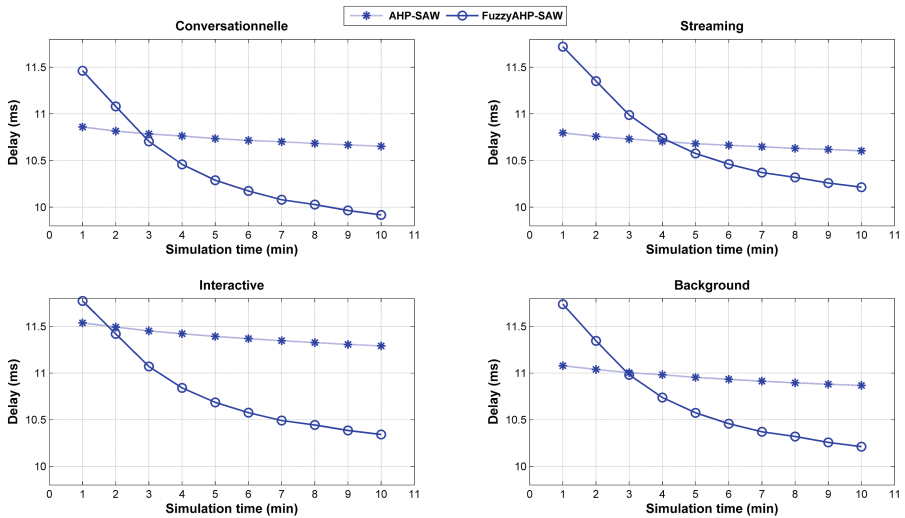 AHP-SAW FuzzyAHP-SAW
Conversationnelle
Delay (ms)
11.5
11
10.5
10
0 1 2 3 4 5 6 7 8 9 10 11
Simulation time (min)
Streaming
Delay (ms)
11.5
11
10.5
10
0 1 2 3 4 5 6 7 8 9 10 11
Simulation time (min)
Interactive
Delay (ms)
11.5
11
10.5
10
0 1 2 3 4 5 6 7 8 9 10 11
Simulation time (min)
Background
Delay (ms)
11.5
11
10.5
10
0 1 2 3 4 5 6 7 8 9 10 11
Simulation time (min)